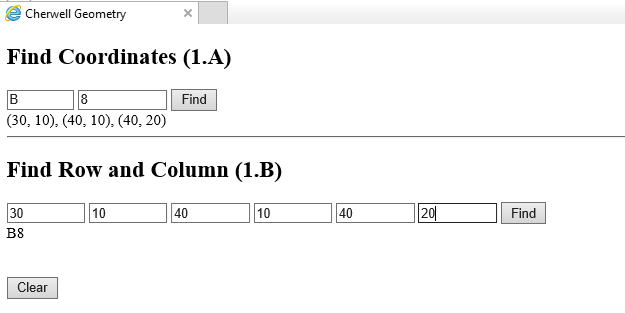 Cherwell Geometry ×
Find Coordinates (1.A)
B 8 Find
(30, 10), (40, 10), (40, 20)
Find Row and Column (1.B)
30 10 40 10 40 20 Find
B8
Clear